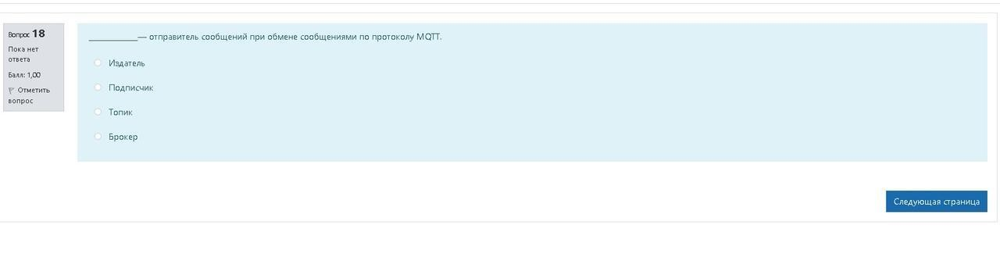 Вопрос 18
Пока нет
ответа
Балл: 1,00
Отметить
вопрос
___________— отправитель сообщений при обмене сообщениями по протоколу MQTT.
Издатель
Подписчик
Топик
Брокер
Следующая страница